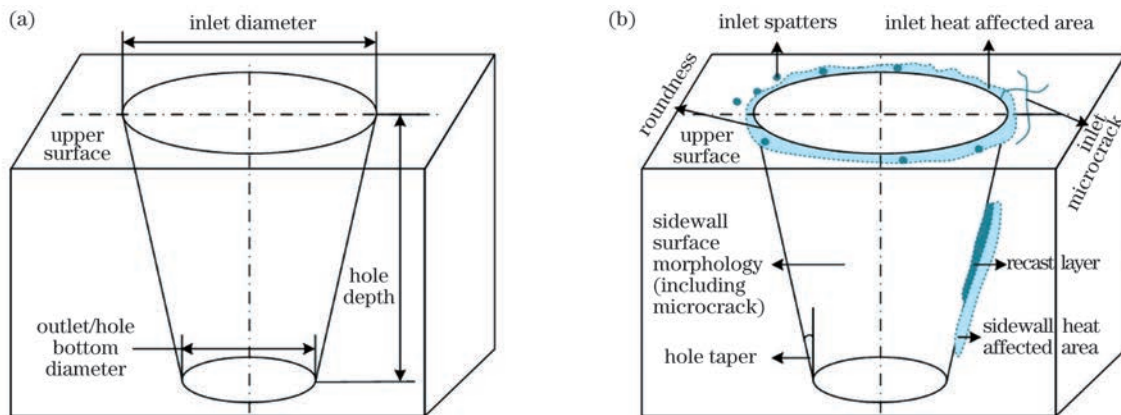 (a)
inlet diameter
upper
surface
hole
depth
outlet/hole
bottom
diameter
(b)
inlet spatters
inlet heat affected area
roundness
upper
surface
inlet
microcrack
sidewall
surface
morphology
(including
microcrack)
recast layer
hole taper
sidewall heat
affected area